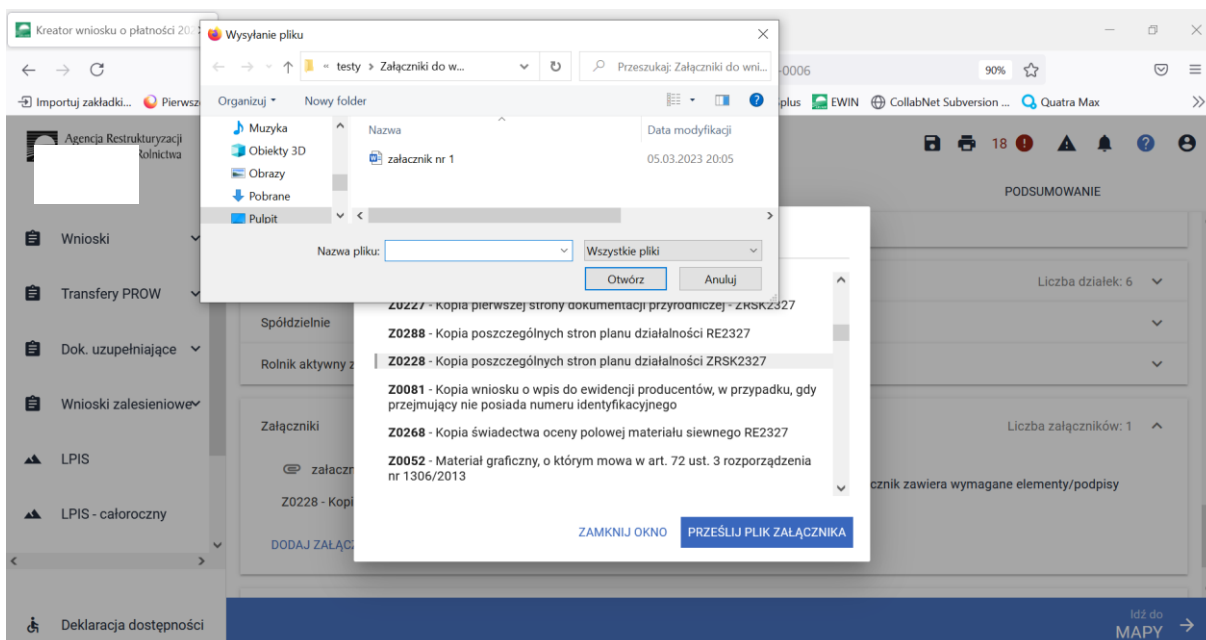 Kreator wniosku o płatności 202
Wysyłanie pliku
« testy > Załączniki do w...
Przeszukaj: Załączniki do wni...
-0006
90%
Importuj zakładki...
Pierwsz
Organizuj
Nowy folder
plus
EWIN
CollabNet Subversion ...
Quatra Max
Muzyka
Obiekty 3D
Obrazy
Pobrane
Pulpit
Nazwa
Data modyfikacji
załacznik nr 1
05.03.2023 20:05
Nazwa pliku:
Wszystkie pliki
Otwórz
Anuluj
Agencja Restrukturyzacji
Rolnictwa
18
PODSUMOWANIE
Wnioski
Transfery PROW
Dok. uzupełniające
Wnioski zalesieniowe
LPIS
LPIS - całoroczny
Deklaracja dostępności
Liczba działek: 6
Spółdzielnie
Rolnik aktywny z
Załączniki
Liczba załączników: 1
załaczn
Z0228 - Kopi
cznik zawiera wymagane elementy/podpisy
DODAJ ZAŁĄCZ
Z0227 - Kopia pierwszej strony dokumentacji przyrodniczej - ZRSK2327
Z0288 - Kopia poszczególnych stron planu działalności RE2327
Z0228 - Kopia poszczególnych stron planu działalności ZRSK2327
Z0081 - Kopia wniosku o wpis do ewidencji producentów, w przypadku, gdy
przejmujący nie posiada numeru identyfikacyjnego
Z0268 - Kopia świadectwa oceny polowej materiału siewnego RE2327
Z0052 - Materiał graficzny, o którym mowa w art. 72 ust. 3 rozporządzenia
nr 1306/2013
ZAMKNIJ OKNO
PRZEŚLIJ PLIK ZAŁĄCZNIKA
Idź do
MAPY